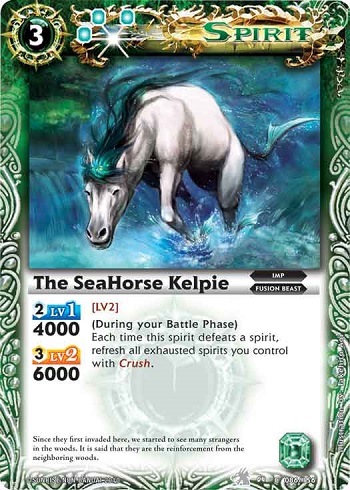 3
SPIRIT
The SeaHorse Kelpie
IMP
FUSION BEAST
2 LV1
4000
3 LV2
6000
[LV2]
(During your Battle Phase)
Each time this spirit defeats a spirit,
refresh all exhausted spirits you control
with Crush.
Since they first invaded here, we started to see many strangers
in the woods. It is said that they are the reinforcement from the
neighboring woods.